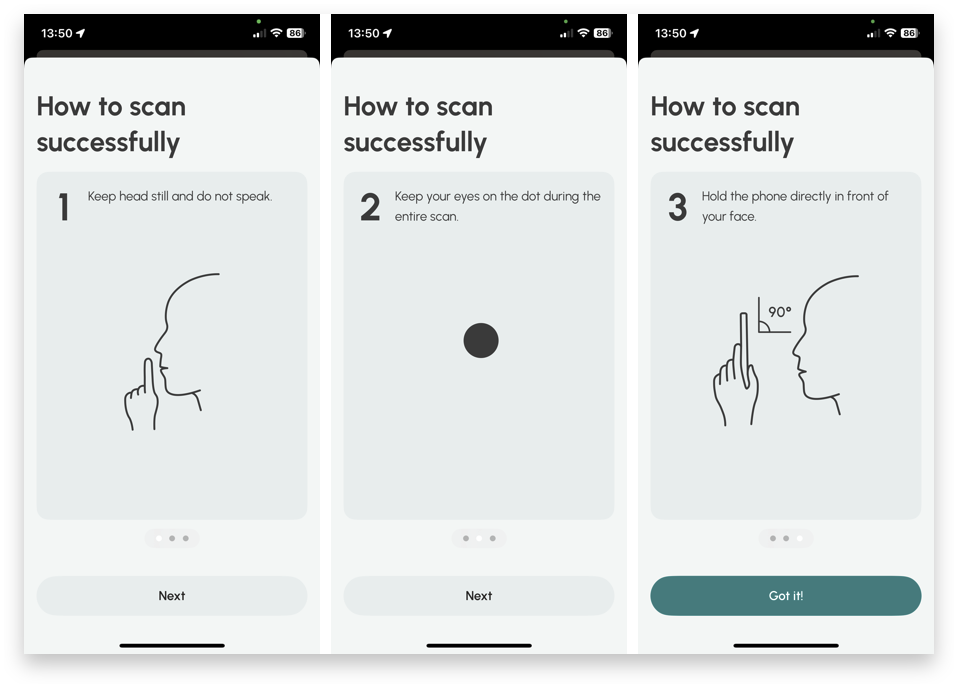 13:50
86
How to scan
successfully
1
Keep head still and do not speak.
Next
13:50
86
How to scan
successfully
2
Keep your eyes on the dot during the
entire scan.
Next
13:50
86
How to scan
successfully
3
Hold the phone directly in front of
your face.
90°
Got it!